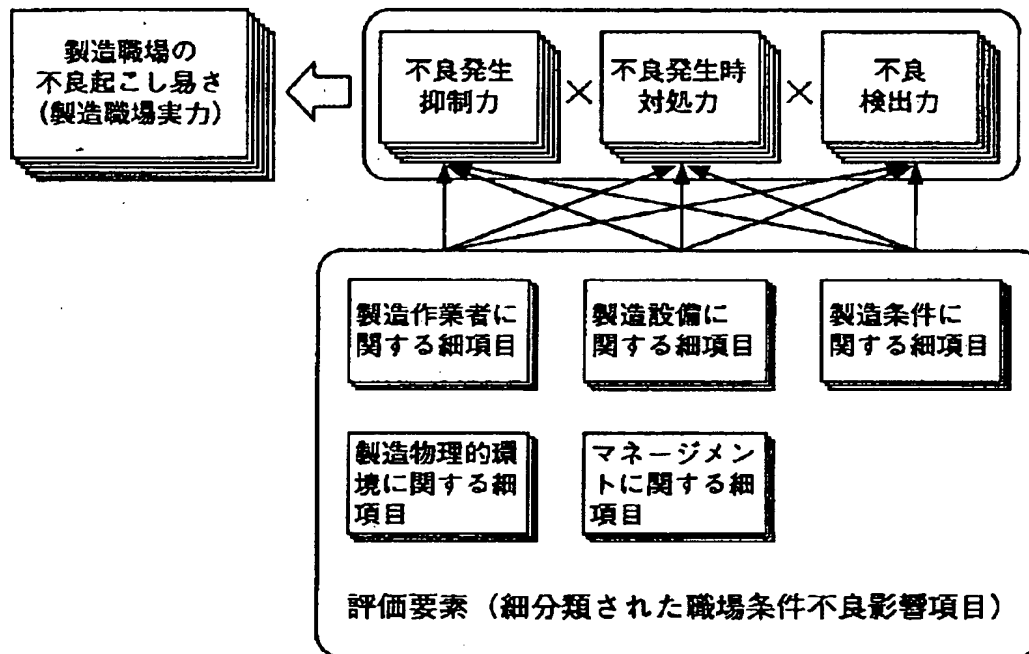 製造職場の
不良起こし易さ
(製造職場実力)
不良発生
抑制力
×
不良発生時
対処力
×
不良
検出力
製造作業者に
関する細項目
製造設備に
関する細項目
製造条件に
関する細項目
製造物理的環
境に関する細
項目
マネージメン
トに関する細
項目
評価要素(細分類された職場条件不良影響項目)